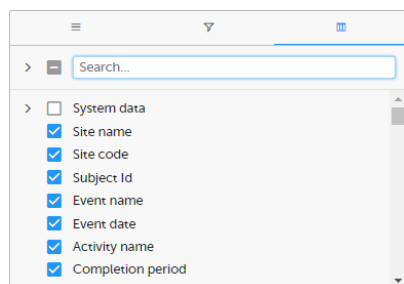 Search...
System data
Site name
Site code
Subject Id
Event name
Event date
Activity name
Completion period